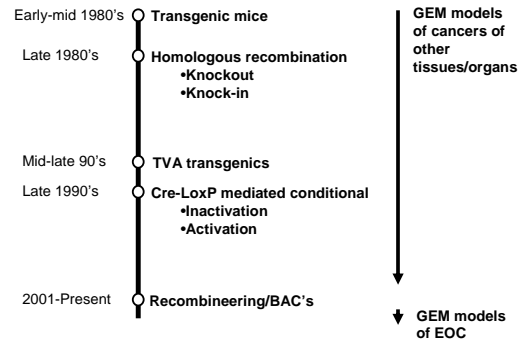 Early-mid 1980's
Transgenic mice
Late 1980's
Homologous recombination
•Knockout
•Knock-in
Mid-late 90's
TVA transgenics
Late 1990's
Cre-LoxP mediated conditional
•Inactivation
•Activation
2001-Present
Recombineering/BAC's
GEM models
of cancers of
other
tissues/organs
GEM models
of EOC